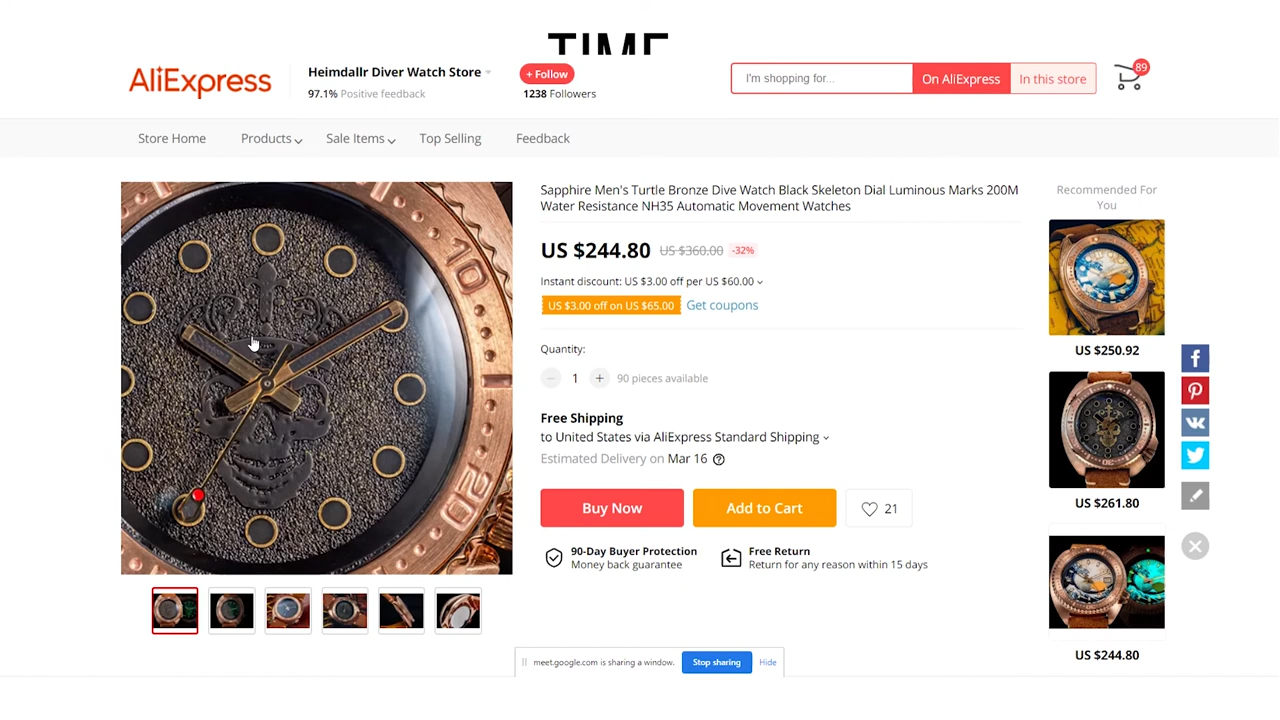 TIME
AliExpress
Heimdallr Diver Watch Store
97.1% Positive feedback
+ Follow
1238 Followers
I'm shopping for...
On AliExpress
In this store
89
Store Home
Products
Sale Items
Top Selling
Feedback
10
20
Sapphire Men's Turtle Bronze Dive Watch Black Skeleton Dial Luminous Marks 200M
Water Resistance NH35 Automatic Movement Watches
US $244.80 US $360.00 -32%
Instant discount: US $3.00 off per US $60.00
US $3.00 off on US $65.00 Get coupons
Quantity:
1 90 pieces available
Free Shipping
to United States via AliExpress Standard Shipping
Estimated Delivery on Mar 16
Buy Now
Add to Cart
21
90-Day Buyer Protection
Money back guarantee
Free Return
Return for any reason within 15 days
Recommended For
You
US $250.92
US $261.80
US $244.80
meet.google.com is sharing a window.
Stop sharing
Hide